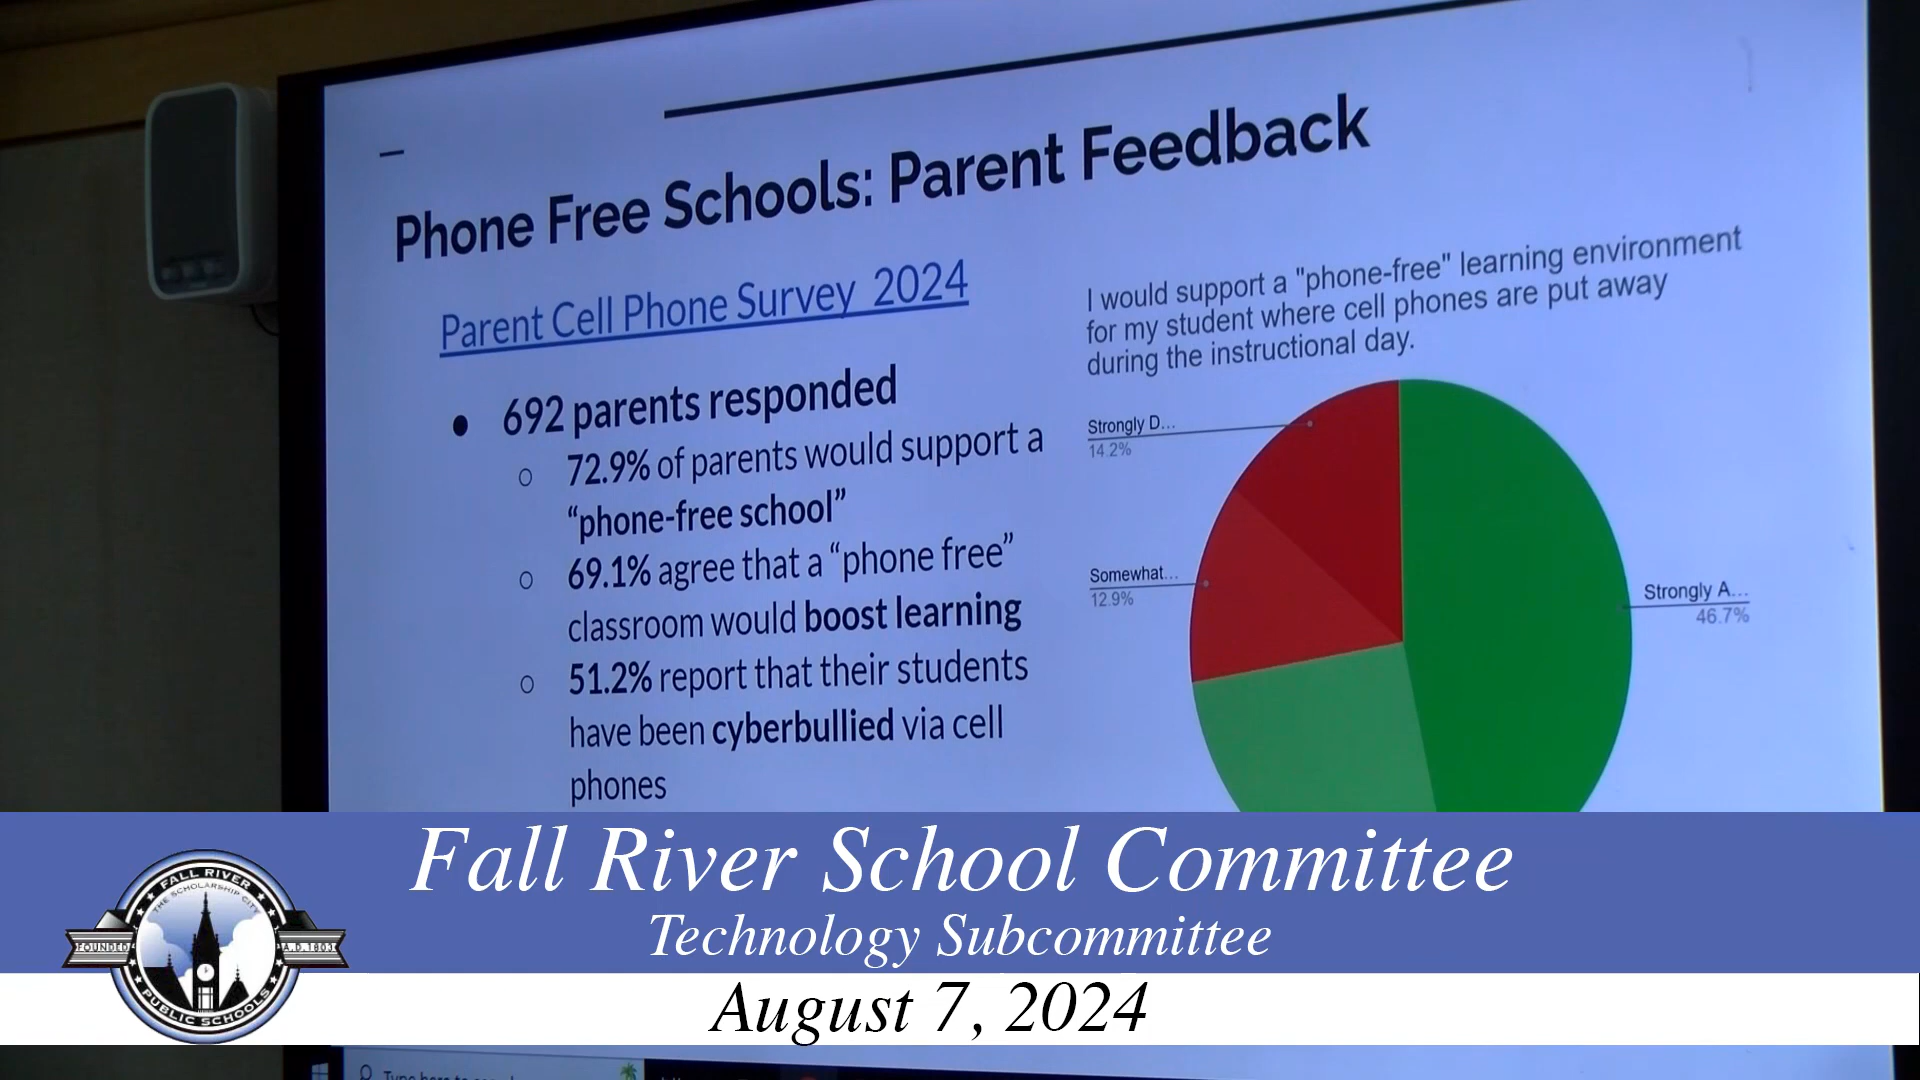 Phone Free Schools: Parent Feedback
Parent Cell Phone Survey 2024
● 692 parents responded
○ 72.9% of parents would support a
“phone-free school”
○ 69.1% agree that a “phone free”
classroom would boost learning
○ 51.2% report that their students
have been cyberbullied via cell
phones
I would support a "phone-free" learning environment
for my student where cell phones are put away
during the instructional day.
Strongly D...
14.2%
Somewhat...
12.9%
Strongly A...
46.7%
Fall River School Committee
Technology Subcommittee
August 7, 2024
FALL RIVER
THE SCHOLARSHIP CITY
FOUNDED
A.D. 1803
PUBLIC SCHOOLS
Type here to